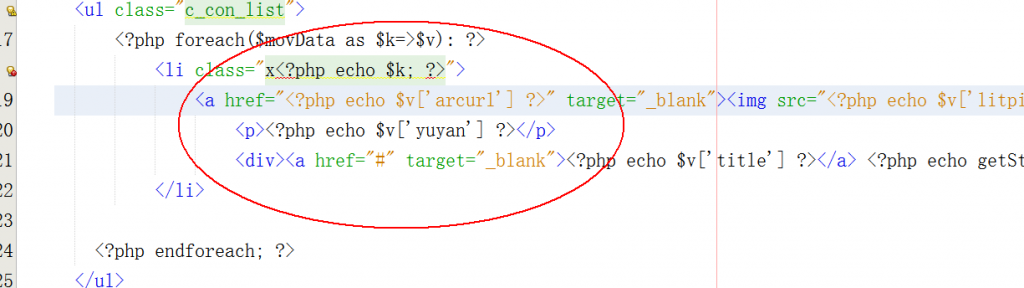 <ul class="c_con_list">
17 <?php foreach($movData as $k=>$v): ?>
<li class="x<?php echo $k; ?>">
19 <a href="<?php echo $v['arcurl'] ?>" target="_blank"><img src="<?php echo $v['litpi
20 <p><?php echo $v['yuyan'] ?></p>
21 <div><a href="#" target="_blank"><?php echo $v['title'] ?></a> <?php echo getSt
22 </li>
23
24 <?php endforeach; ?>
25 </ul>